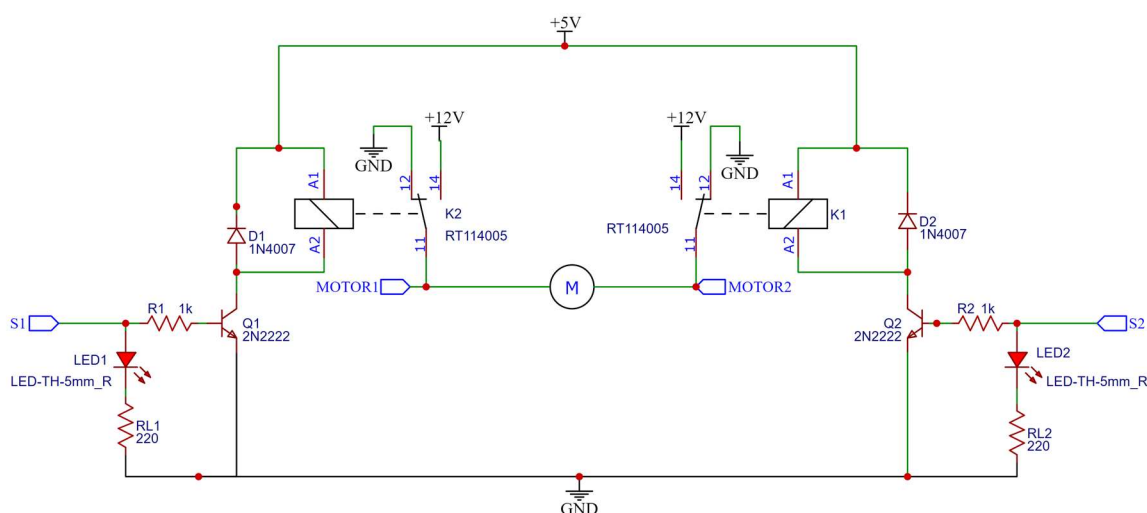 +5V
+12V
+12V
GND
GND
12
14
14
12
A1
A1
K2
K1
RT114005
RT114005
D1
1N4007
D2
1N4007
A2
11
11
A2
MOTOR1
M
MOTOR2
S1
R1 1k
Q1
2N2222
Q2
2N2222
R2 1k
S2
LED1
LED-TH-5mm_R
LED2
LED-TH-5mm_R
RL1
220
RL2
220
GND